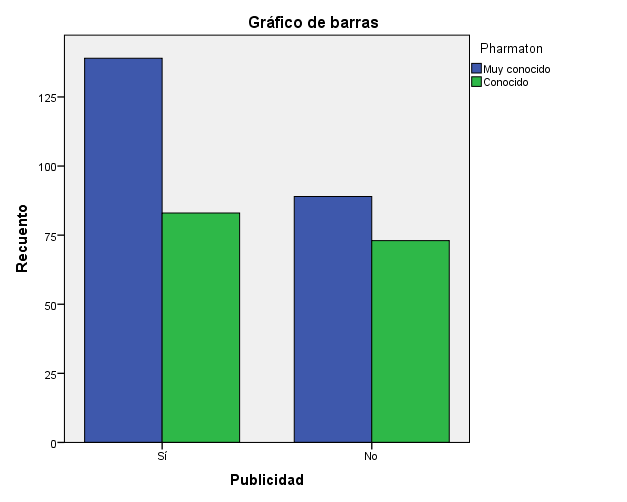 Gráfico de barras
Pharmaton
Muy conocido
Conocido
Recuento
125
100
75
50
25
0
Sí
No
Publicidad